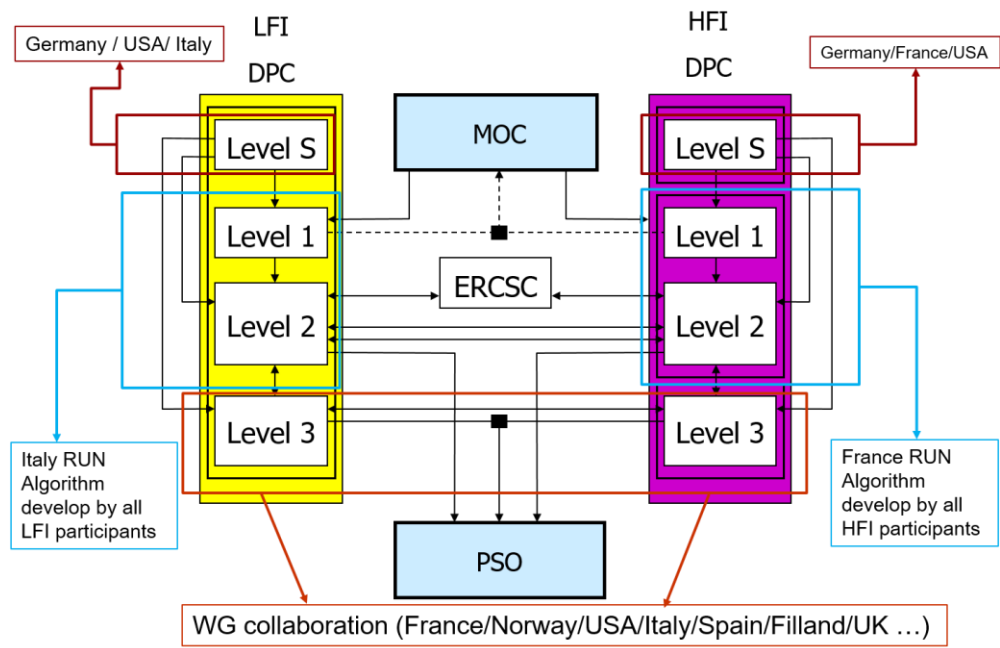 LFI
HFI
Germany / USA/ Italy
Germany/France/USA
DPC
DPC
Level S
MOC
Level S
Level 1
Level 1
ERCSC
Level 2
Level 2
Level 3
Level 3
Italy RUN
Algorithm
develop by all
LFI participants
France RUN
Algorithm
develop by all
HFI participants
PSO
WG collaboration (France/Norway/USA/Italy/Spain/Filland/UK …)